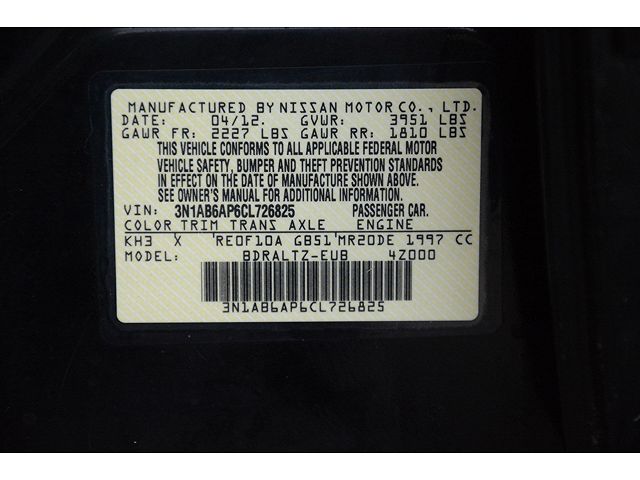 MANUFACTURED BY NISSAN MOTOR CO., LTD.
DATE: 04/12. GVWR: 3951 LBS
GAWR FR: 2227 LBS GAWR RR: 1810 LBS
THIS VEHICLE CONFORMS TO ALL APPLICABLE FEDERAL MOTOR
VEHICLE SAFETY, BUMPER AND THEFT PREVENTION STANDARDS
IN EFFECT ON THE DATE OF MANUFACTURE SHOWN ABOVE.
SEE OWNER'S MANUAL FOR ADDITIONAL INFORMATION.
VIN: 3N1AB6AP6CL726825 PASSENGER CAR.
COLOR TRIM TRANS AXLE ENGINE
KH3 X 'RE0F10A GB51'MR20DE 1997 CC
MODEL: BDRALTZ-EUB 4Z000
3N1AB6AP6CL726825